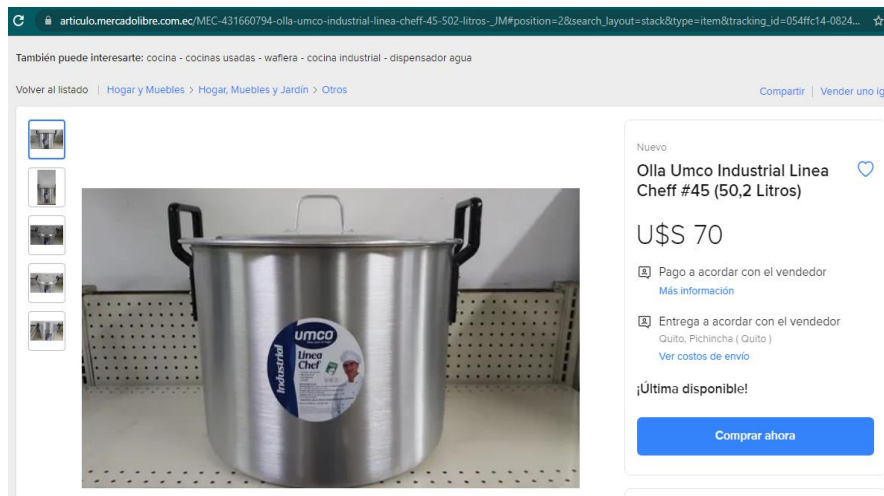 articulo.mercadolibre.com.ec/MEC-431660794-olla-umco-industrial-linea-cheff-45-502-litros-_JM#position=2&search_layout=stack&type=item&tracking_id=054ffc14-0824...
También puede interesarte: cocina - cocinas usadas - waflera - cocina industrial - dispensador agua
Volver al listado | Hogar y Muebles > Hogar, Muebles y Jardín > Otros
Compartir | Vender uno ig
Nuevo
Olla Umco Industrial Linea
Cheff #45 (50,2 Litros)
U$S 70
Pago a acordar con el vendedor
Más información
Entrega a acordar con el vendedor
Quito, Pichincha ( Quito )
Ver costos de envío
¡Última disponible!
Comprar ahora
umco
Industrial
Linea
Chef